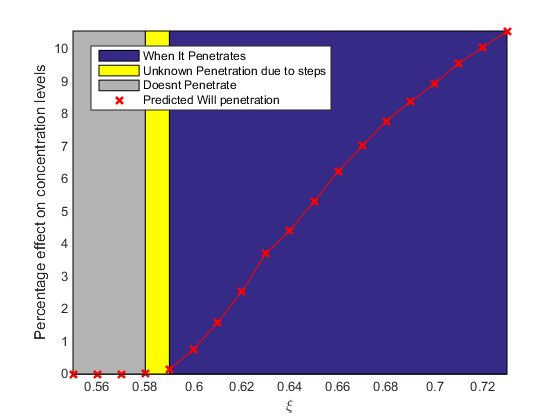 Percentage effect on concentration levels
10
9
8
7
6
5
4
3
2
1
0
When It Penetrates
Unknown Penetration due to steps
Doesnt Penetrate
Predicted Will penetration
0.56 0.58 0.6 0.62 0.64 0.66 0.68 0.7 0.72
ξ